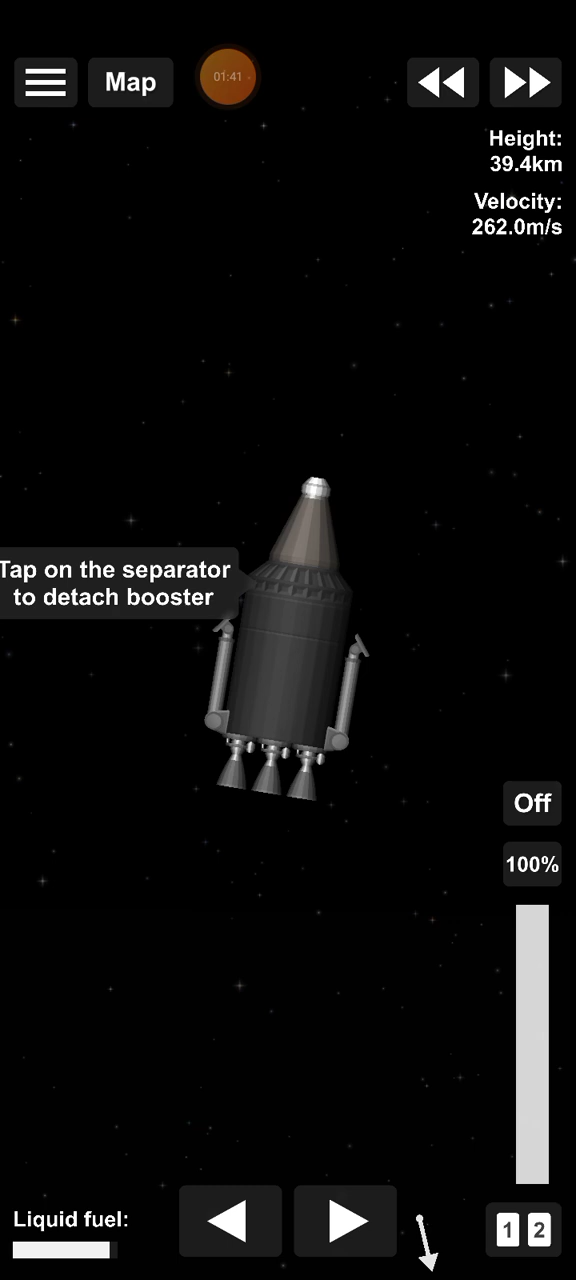 Map
01:41
Height:
39.4km
Velocity:
262.0m/s
Tap on the separator
to detach booster
Off
100%
Liquid fuel:
1 2